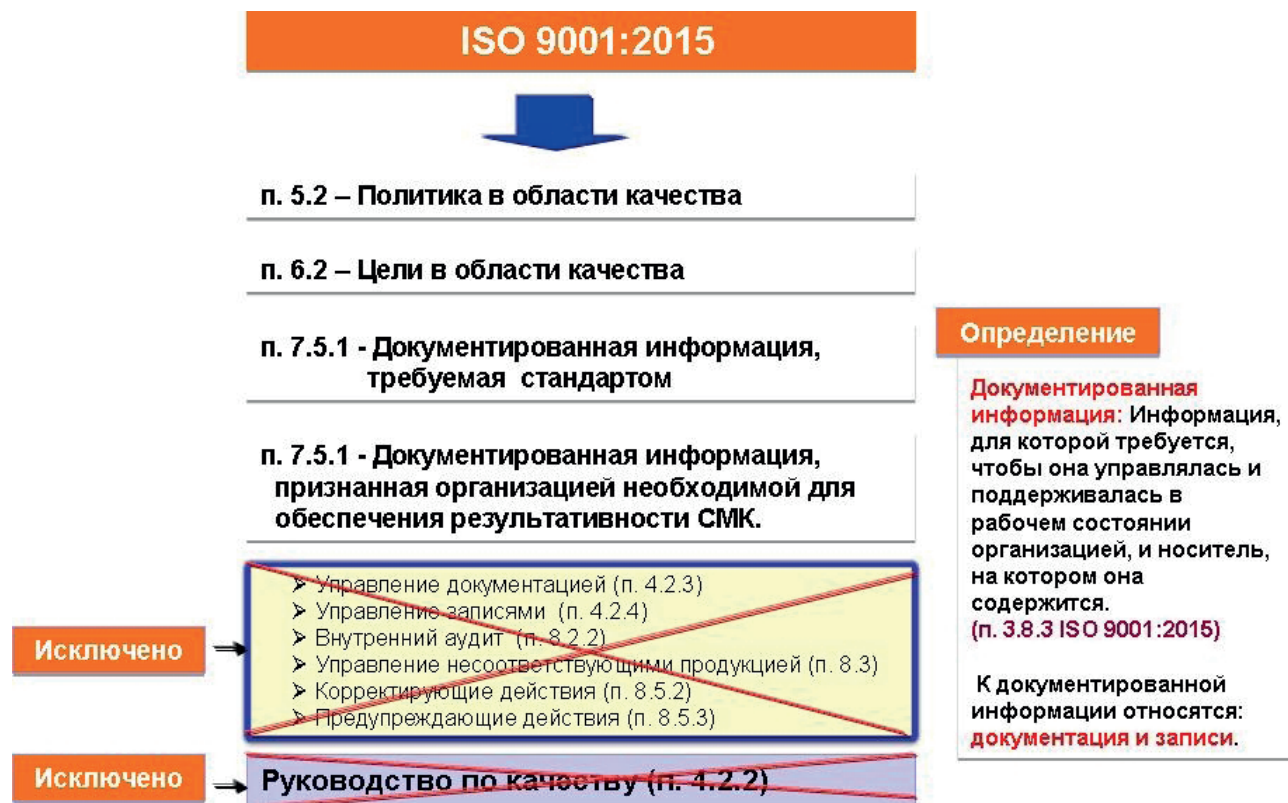 ISO 9001:2015
п. 5.2 – Политика в области качества
п. 6.2 – Цели в области качества
п. 7.5.1 - Документированная информация,
требуемая стандартом
п. 7.5.1 - Документированная информация,
признанная организацией необходимой для
обеспечения результативности СМК.
Определение
Документированная
информация: Информация,
для которой требуется,
чтобы она управлялась и
поддерживалась в
рабочем состоянии
организацией, и носитель,
на котором она
содержится.
(п. 3.8.3 ISO 9001:2015)
К документированной
информации относятся:
документация и записи.
Исключено
➢ Управление документацией (п. 4.2.3)
➢ Управление записями (п. 4.2.4)
➢ Внутренний аудит (п. 8.2.2)
➢ Управление несоответствующими продукцией (п. 8.3)
➢ Корректирующие действия (п. 8.5.2)
➢ Предупреждающие действия (п. 8.5.3)
Исключено
Руководство по качеству (п. 4.2.2)